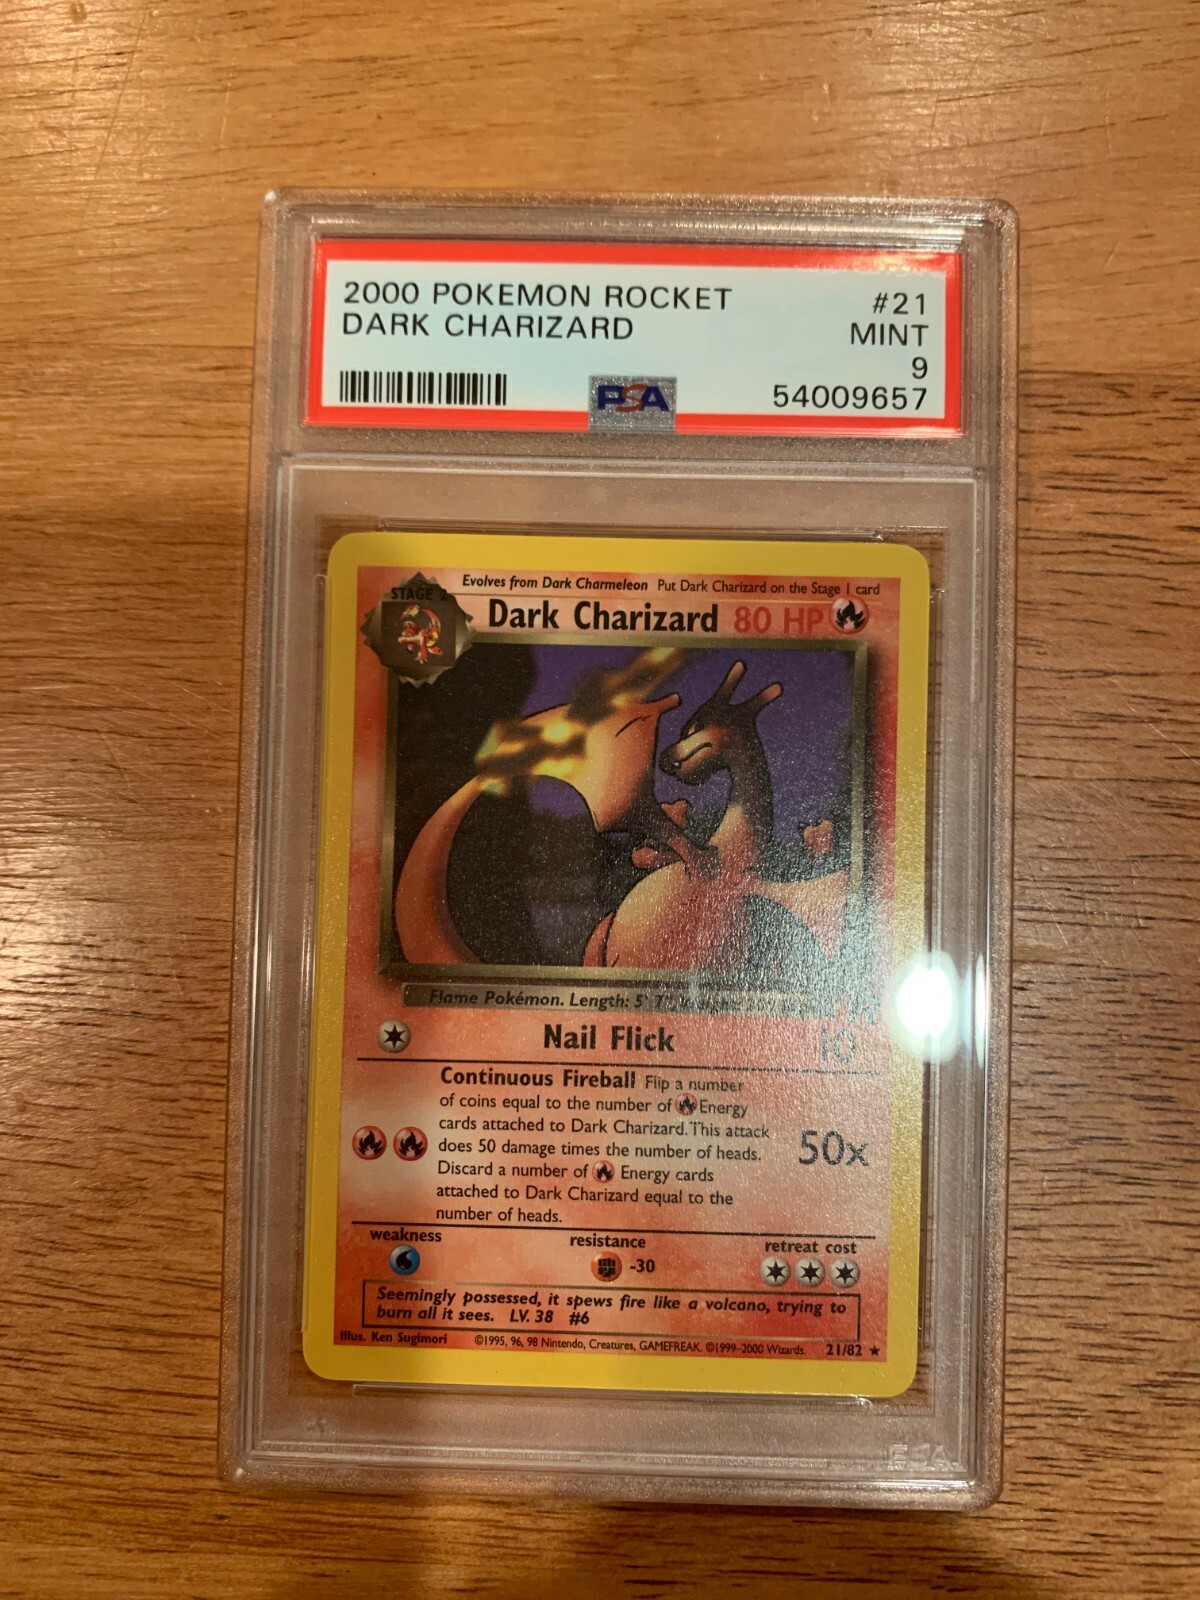 2000 POKEMON ROCKET #21
DARK CHARIZARD MINT
9
PSA 54009657
Evolves from Dark Charmeleon Put Dark Charizard on the Stage 1 card
STAGE 2
Dark Charizard 80 HP
Flame Pokémon. Length: 5' 7",
Nail Flick 10
Continuous Fireball Flip a number
of coins equal to the number of Energy
cards attached to Dark Charizard. This attack
does 50 damage times the number of heads. 50x
Discard a number of Energy cards
attached to Dark Charizard equal to the
number of heads.
weakness resistance retreat cost
-30
Seemingly possessed, it spews fire like a volcano, trying to
burn all it sees. LV. 38 #6
Illus. Ken Sugimori ©1995, 96, 98 Nintendo, Creatures, GAMEFREAK. ©1999-2000 Wizards. 21/82 ★
PSA